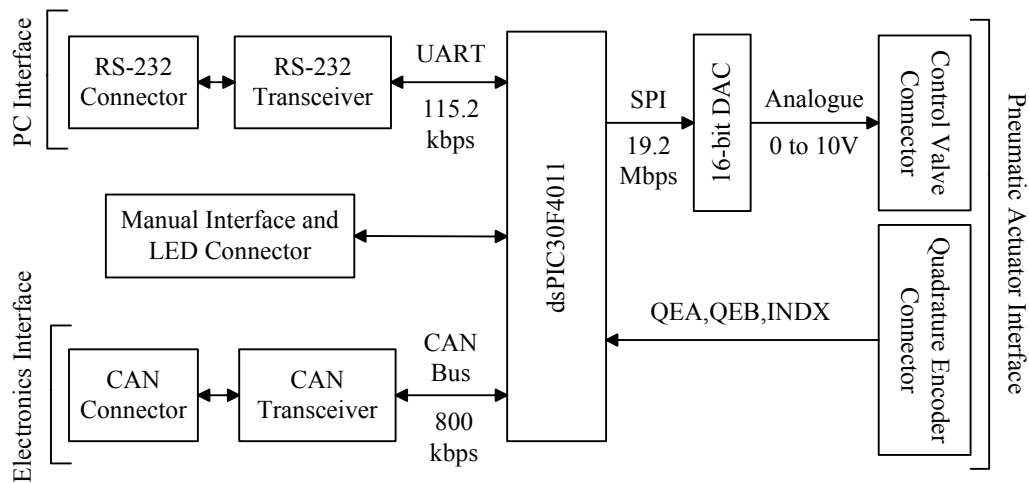 PC Interface
RS-232
Connector
RS-232
Transceiver
UART
115.2
kbps
Manual Interface and
LED Connector
Electronics Interface
CAN
Connector
CAN
Transceiver
CAN
Bus
800
kbps
dsPIC30F4011
SPI
19.2
Mbps
16-bit DAC
Analogue
0 to 10V
Control Valve
Connector
QEA,QEB,INDX
Quadrature Encoder
Connector
Pneumatic Actuator Interface